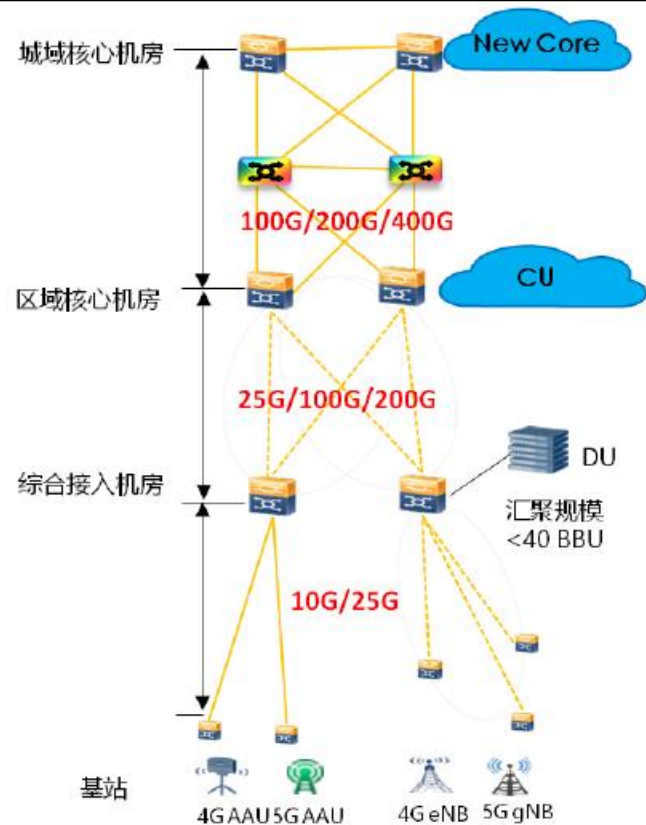 城域核心机房
New Core
100G/200G/400G
区域核心机房
CU
25G/100G/200G
综合接入机房
DU
汇聚规模
<40 BBU
10G/25G
基站
4G AAU
5G AAU
4G eNB
5G gNB